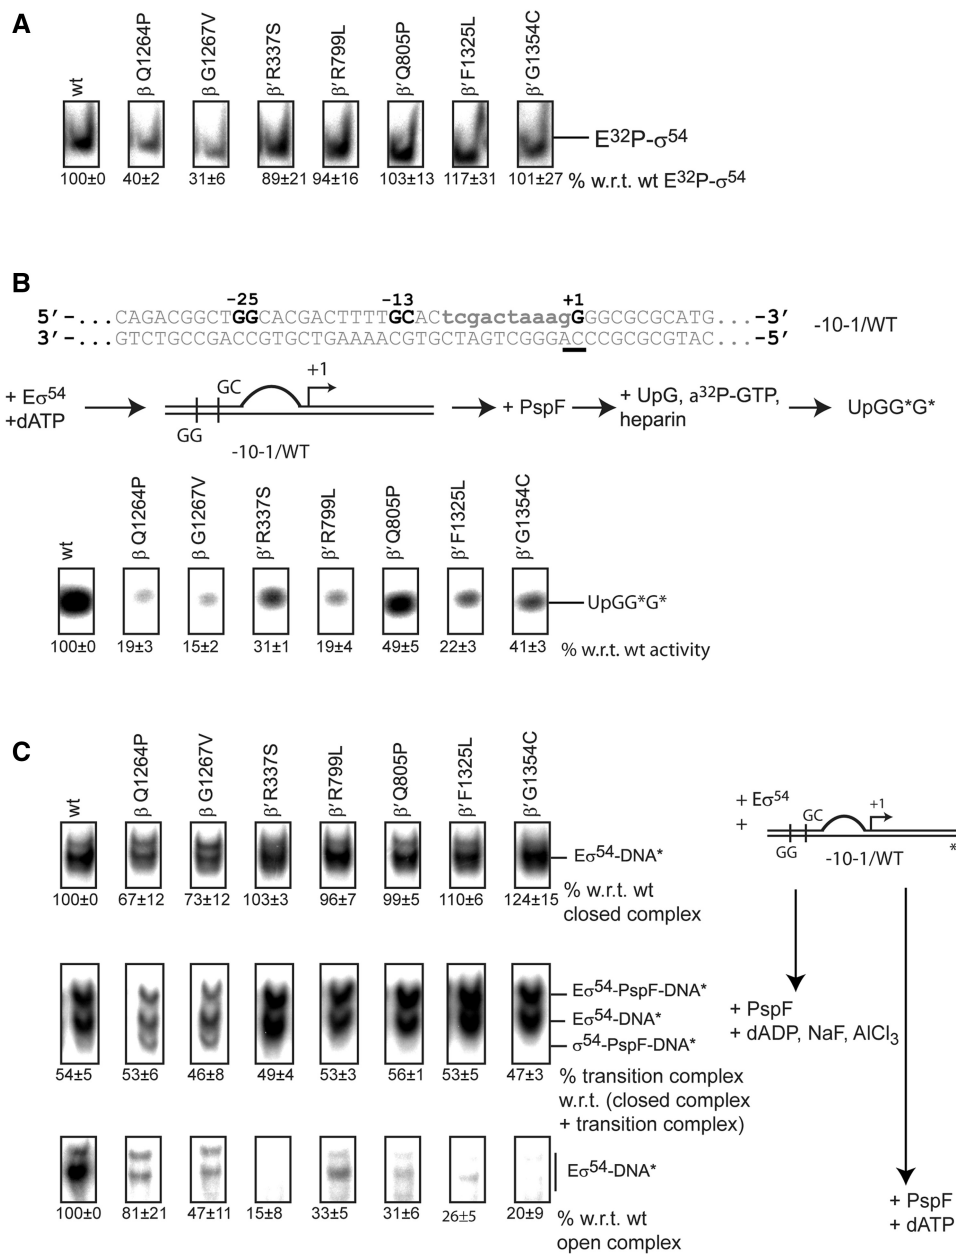 A
wt
β Q1264P
β G1267V
β′R337S
β′R799L
β′Q805P
β′F1325L
β′G1354C
E³²P-σ⁵⁴
100±0 40±2 31±6 89±21 94±16 103±13 117±31 101±27 % w.r.t. wt E³²P-σ⁵⁴
B
−25 −13 +1
5′-...CAGACGGCTGGCACGACTTTTGCACtcgactaaagGGGCGCGCATG...-3′
3′-...GTCTGCCGACCGTGCTGAAAACGTGCTAGTCGGGACCCGCGCGTAC...-5′
-10-1/WT
+ Eσ⁵⁴
+dATP
GC
+1
GG
-10-1/WT
+ PspF
+ UpG, a³²P-GTP,
heparin
UpGG*G*
wt
β Q1264P
β G1267V
β′R337S
β′R799L
β′Q805P
β′F1325L
β′G1354C
UpGG*G*
100±0 19±3 15±2 31±1 19±4 49±5 22±3 41±3 % w.r.t. wt activity
C
wt
β Q1264P
β G1267V
β′R337S
β′R799L
β′Q805P
β′F1325L
β′G1354C
Eσ⁵⁴-DNA*
100±0 67±12 73±12 103±3 96±7 99±5 110±6 124±15
% w.r.t. wt
closed complex
Eσ⁵⁴-PspF-DNA*
Eσ⁵⁴-DNA*
σ⁵⁴-PspF-DNA*
54±5 53±6 46±8 49±4 53±3 56±1 53±5 47±3
% transition complex
w.r.t. (closed complex
+ transition complex)
Eσ⁵⁴-DNA*
100±0 81±21 47±11 15±8 33±5 31±6 26±5 20±9
% w.r.t. wt
open complex
+ Eσ⁵⁴
+
GC
+1
GG
-10-1/WT
*
+ PspF
+ dADP, NaF, AlCl₃
+ PspF
+ dATP